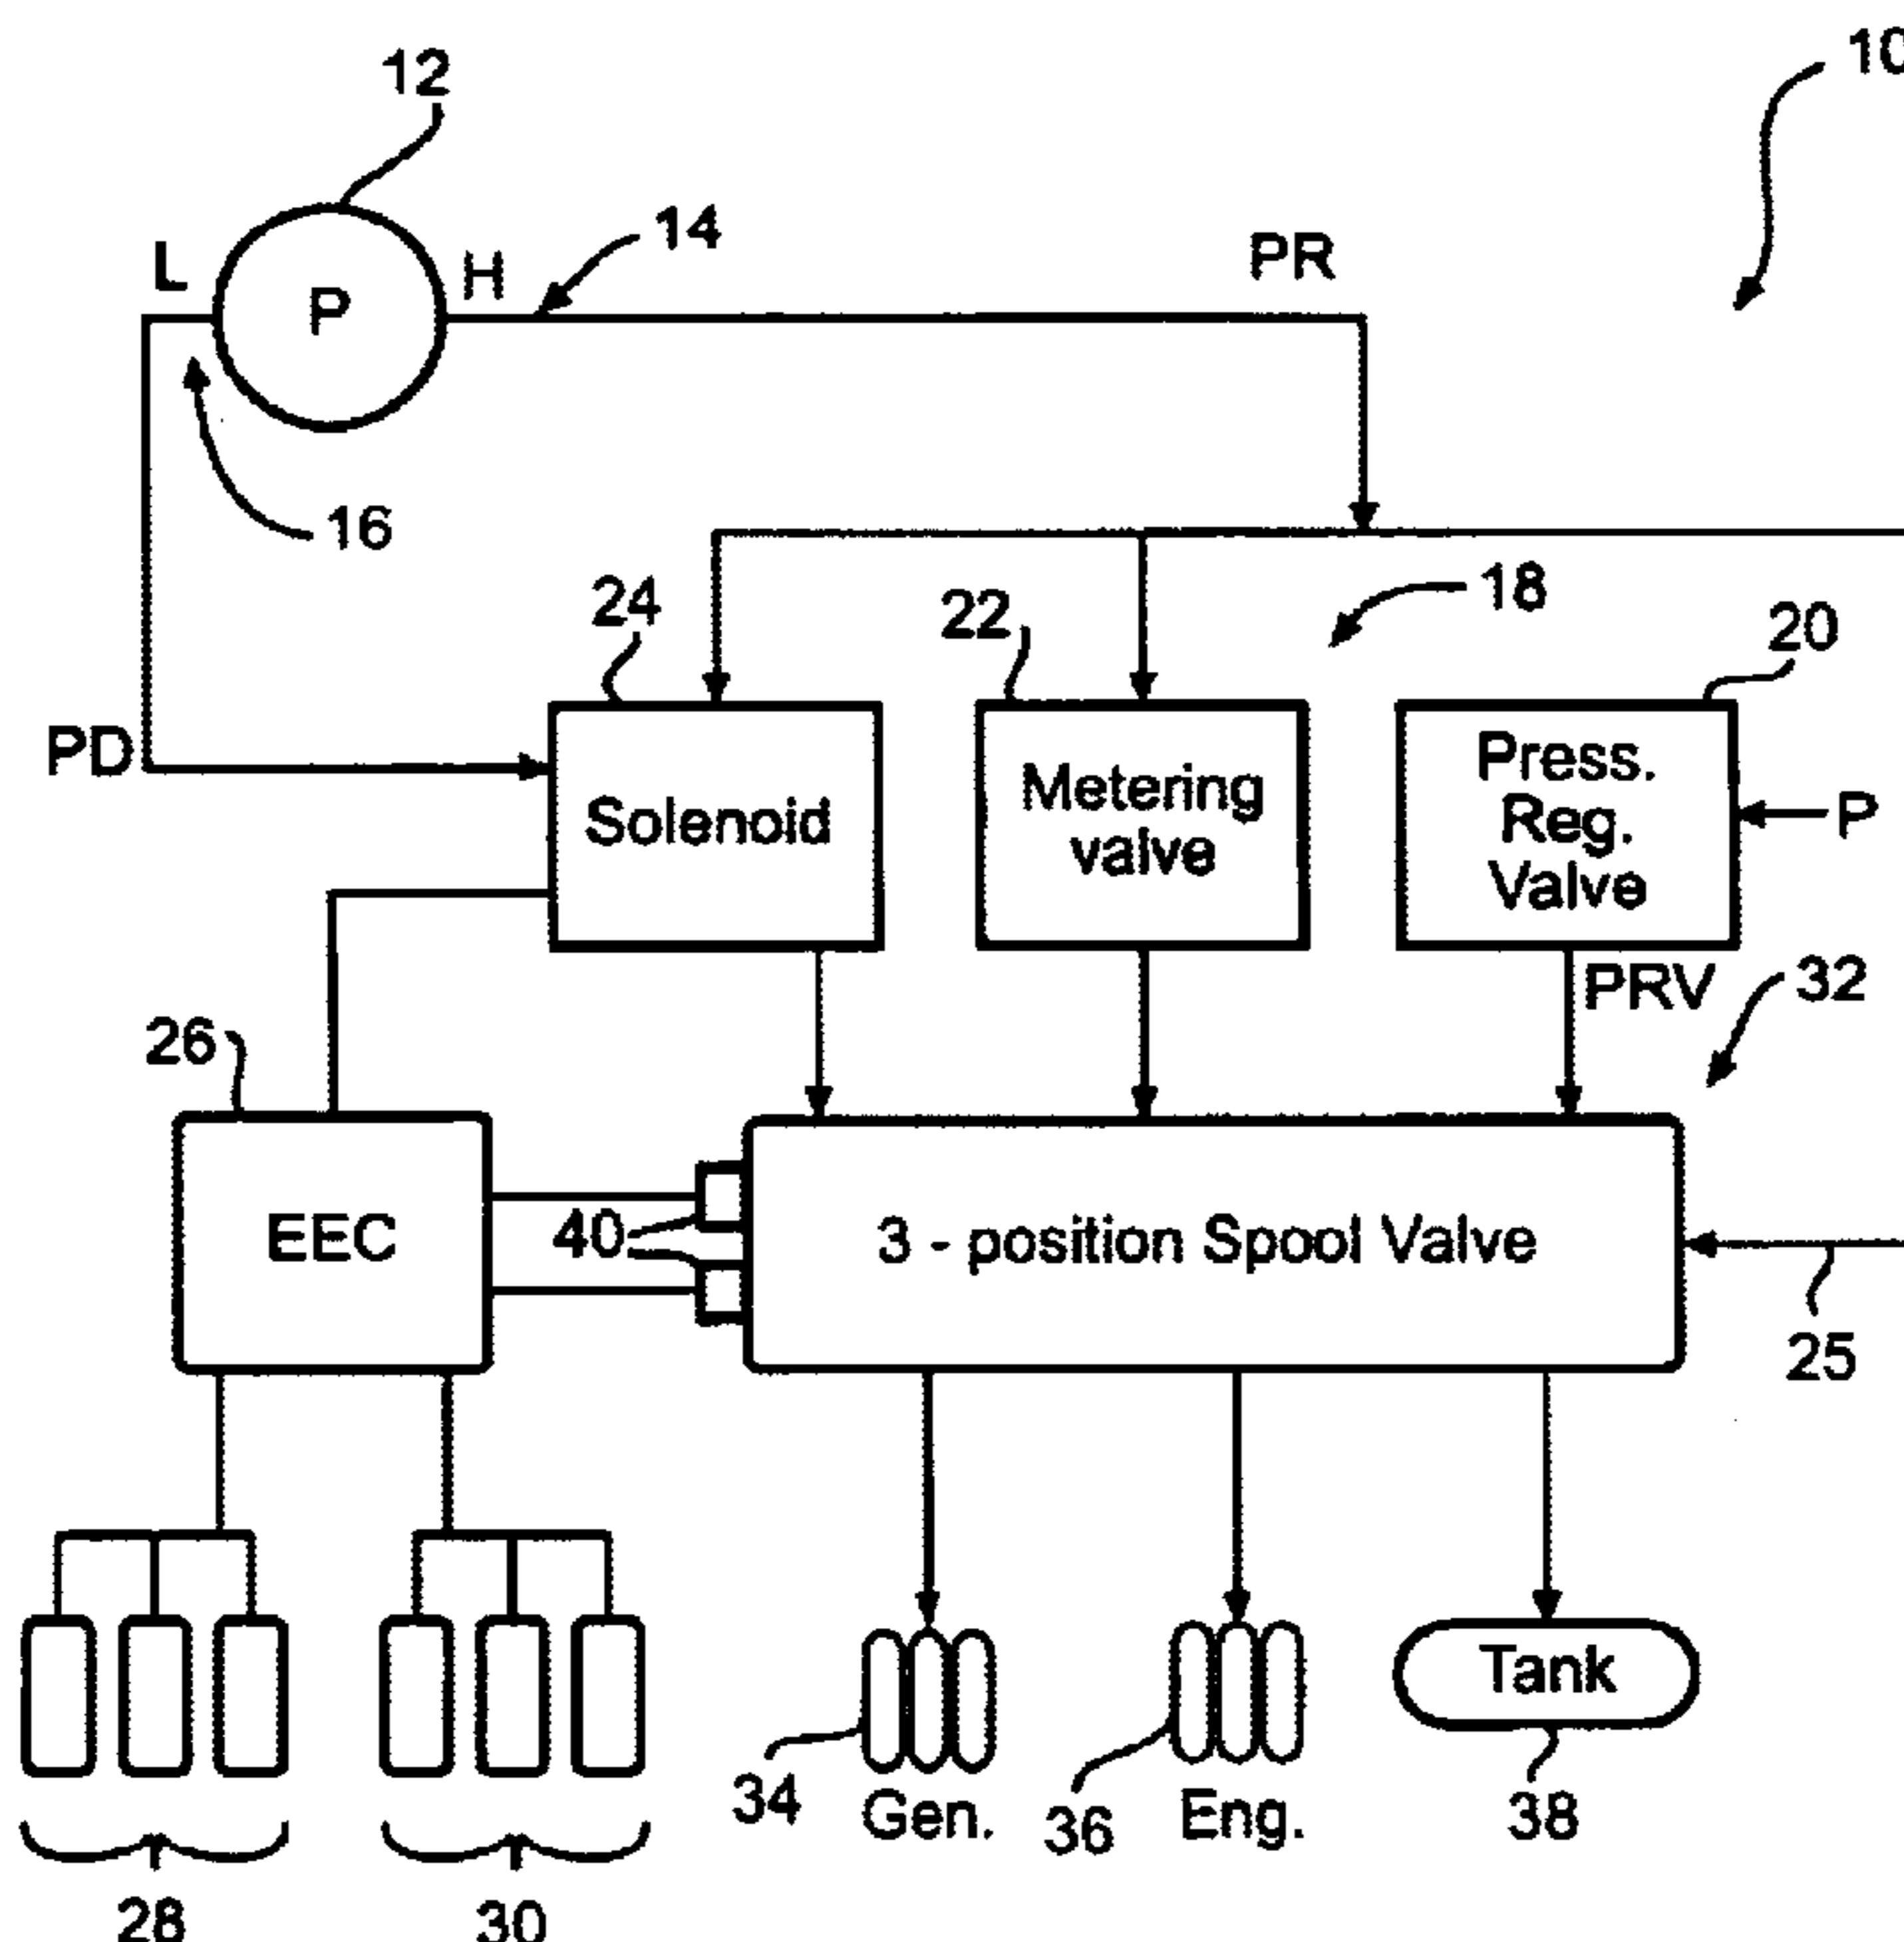 12
10
L
P
H
14
PR
16
24
22
18
20
PD
Solenoid
Metering
valve
Press.
Reg.
Valve
P
PRV
32
26
EEC
40
3 - position Spool Valve
25
34
Gen.
36
Eng.
Tank
38
28
30